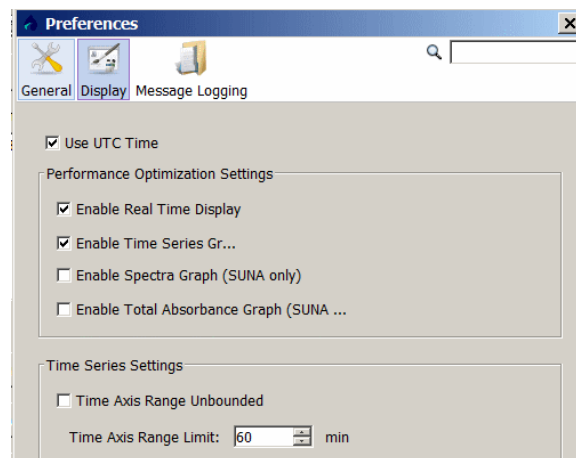 Preferences
General Display Message Logging
Use UTC Time
Performance Optimization Settings
Enable Real Time Display
Enable Time Series Gr...
Enable Spectra Graph (SUNA only)
Enable Total Absorbance Graph (SUNA ...
Time Series Settings
Time Axis Range Unbounded
Time Axis Range Limit: 60 min